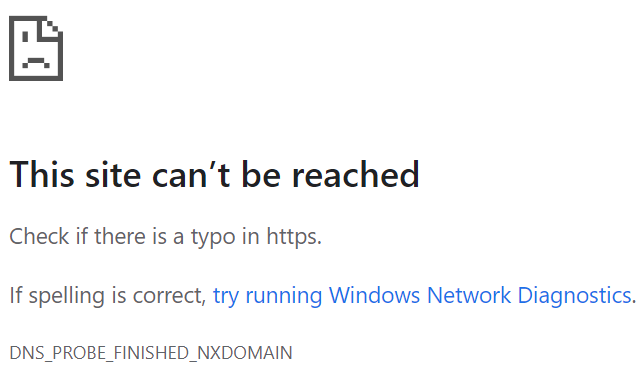 This site can’t be reached
Check if there is a typo in https.
If spelling is correct, try running Windows Network Diagnostics.
DNS_PROBE_FINISHED_NXDOMAIN